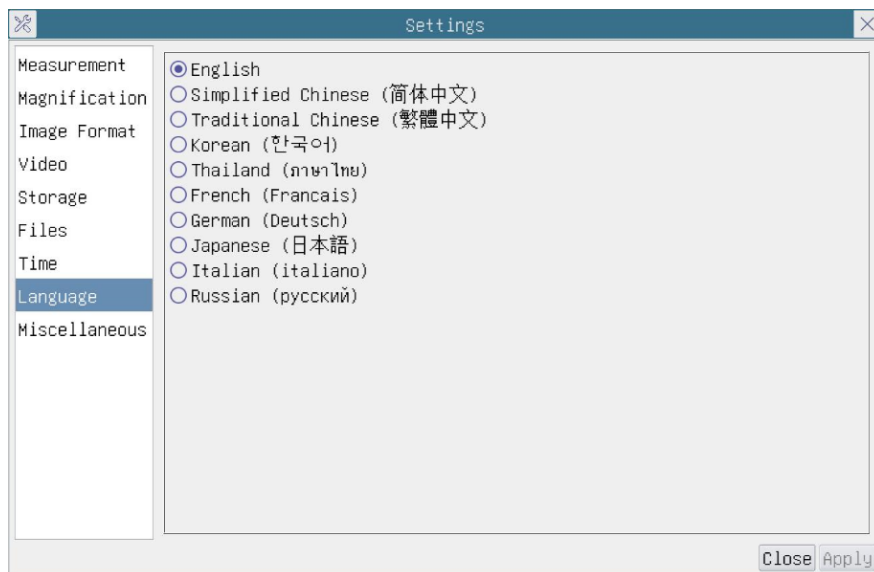 Settings
Measurement
Magnification
Image Format
Video
Storage
Files
Time
Language
Miscellaneous
English
Simplified Chinese (简体中文)
Traditional Chinese (繁體中文)
Korean (한국어)
Thailand (ภาษาไทย)
French (Francais)
German (Deutsch)
Japanese (日本語)
Italian (italiano)
Russian (русский)
Close Apply